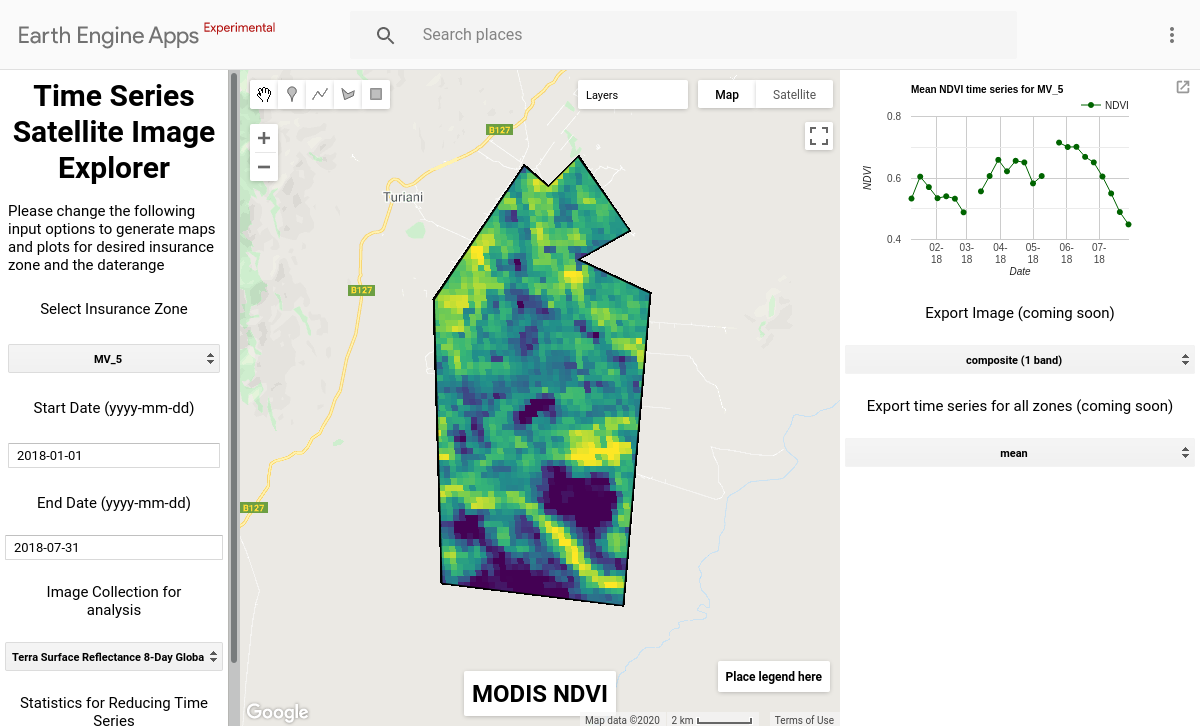 Earth Engine Apps Experimental
Search places
Time Series
Satellite Image
Explorer
Please change the following
input options to generate maps
and plots for desired insurance
zone and the daterange
Select Insurance Zone
MV_5
Start Date (yyyy-mm-dd)
2018-01-01
End Date (yyyy-mm-dd)
2018-07-31
Image Collection for
analysis
Terra Surface Reflectance 8-Day Globa
Statistics for Reducing Time
Series
Layers
Map
Satellite
B127
Turiani
B127
B127
MODIS NDVI
Place legend here
Google
Map data ©2020
2 km
Terms of Use
Mean NDVI time series for MV_5
NDVI
0.8
0.6
0.4
NDVI
02-
18
03-
18
04-
18
05-
18
06-
18
07-
18
Date
Export Image (coming soon)
composite (1 band)
Export time series for all zones (coming soon)
mean